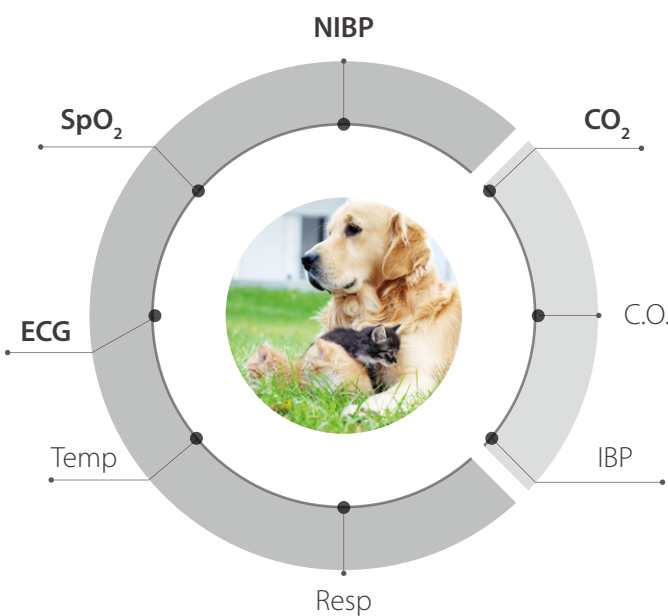 NIBP
SpO₂
CO₂
C.O.
ECG
Temp
IBP
Resp